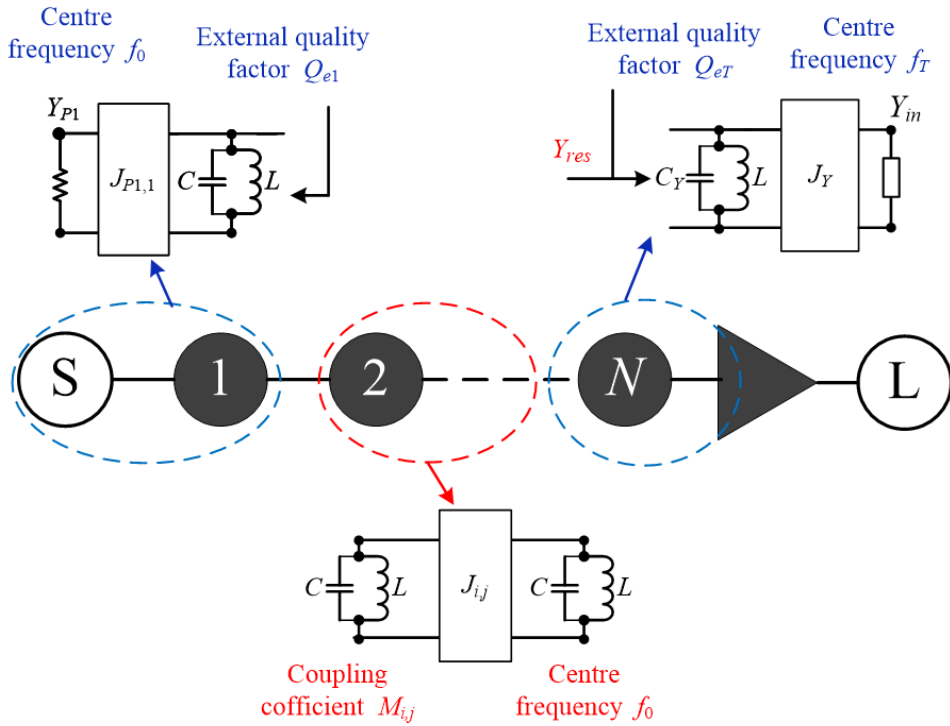 Centre
frequency f0
External quality
factor Qe1
External quality
factor QeT
Centre
frequency fT
YP1
JP1,1
C
L
Yres
CY
L
JY
Yin
S
1
2
N
L
C
L
Ji,j
C
L
Coupling
cofficient Mi,j
Centre
frequency f0